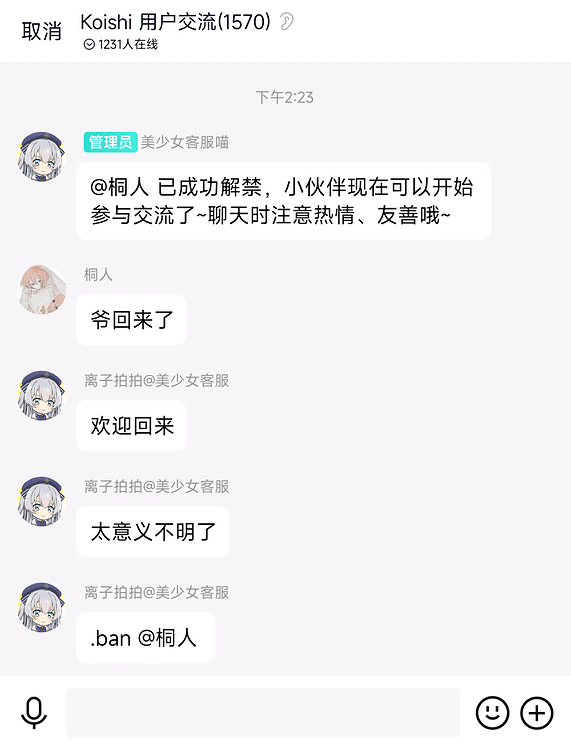 取消
Koishi 用户交流(1570)
1231人在线
下午2:23
管理员 美少女客服喵
@桐人 已成功解禁，小伙伴现在可以开始
参与交流了~聊天时注意热情、友善哦~
桐人
爷回来了
离子拍拍@美少女客服
欢迎回来
离子拍拍@美少女客服
太意义不明了
离子拍拍@美少女客服
.ban @桐人